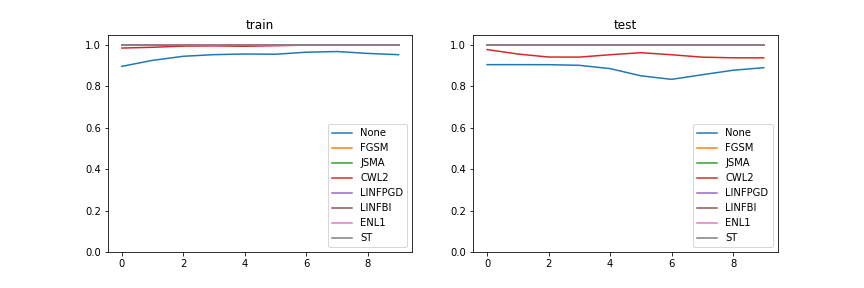 train
1.0
0.8
0.6
0.4
0.2
0.0
0 2 4 6 8
None
FGSM
JSMA
CWL2
LINFPGD
LINFBI
ENL1
ST
test
1.0
0.8
0.6
0.4
0.2
0.0
0 2 4 6 8
None
FGSM
JSMA
CWL2
LINFPGD
LINFBI
ENL1
ST